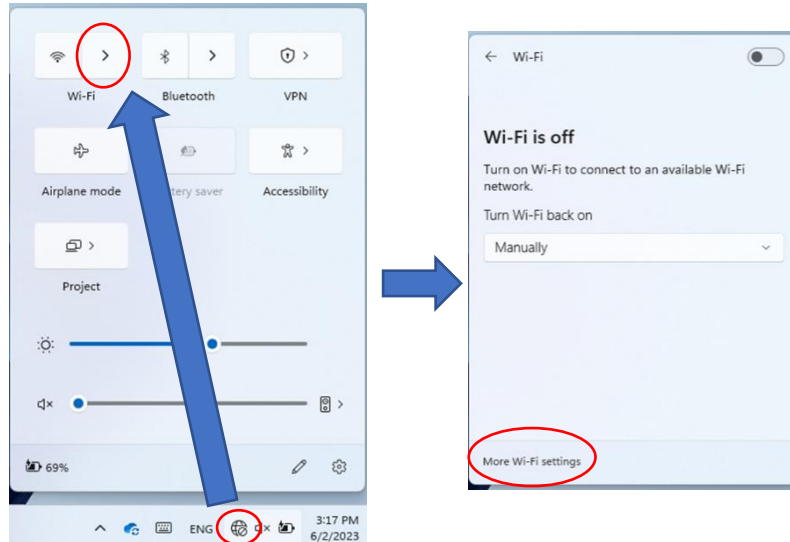 Wi-Fi
Bluetooth
VPN
Airplane mode
tery saver
Accessibility
Project
69%
ENG
3:17 PM
6/2/2023
Wi-Fi
Wi-Fi is off
Turn on Wi-Fi to connect to an available Wi-Fi
network.
Turn Wi-Fi back on
Manually
More Wi-Fi settings